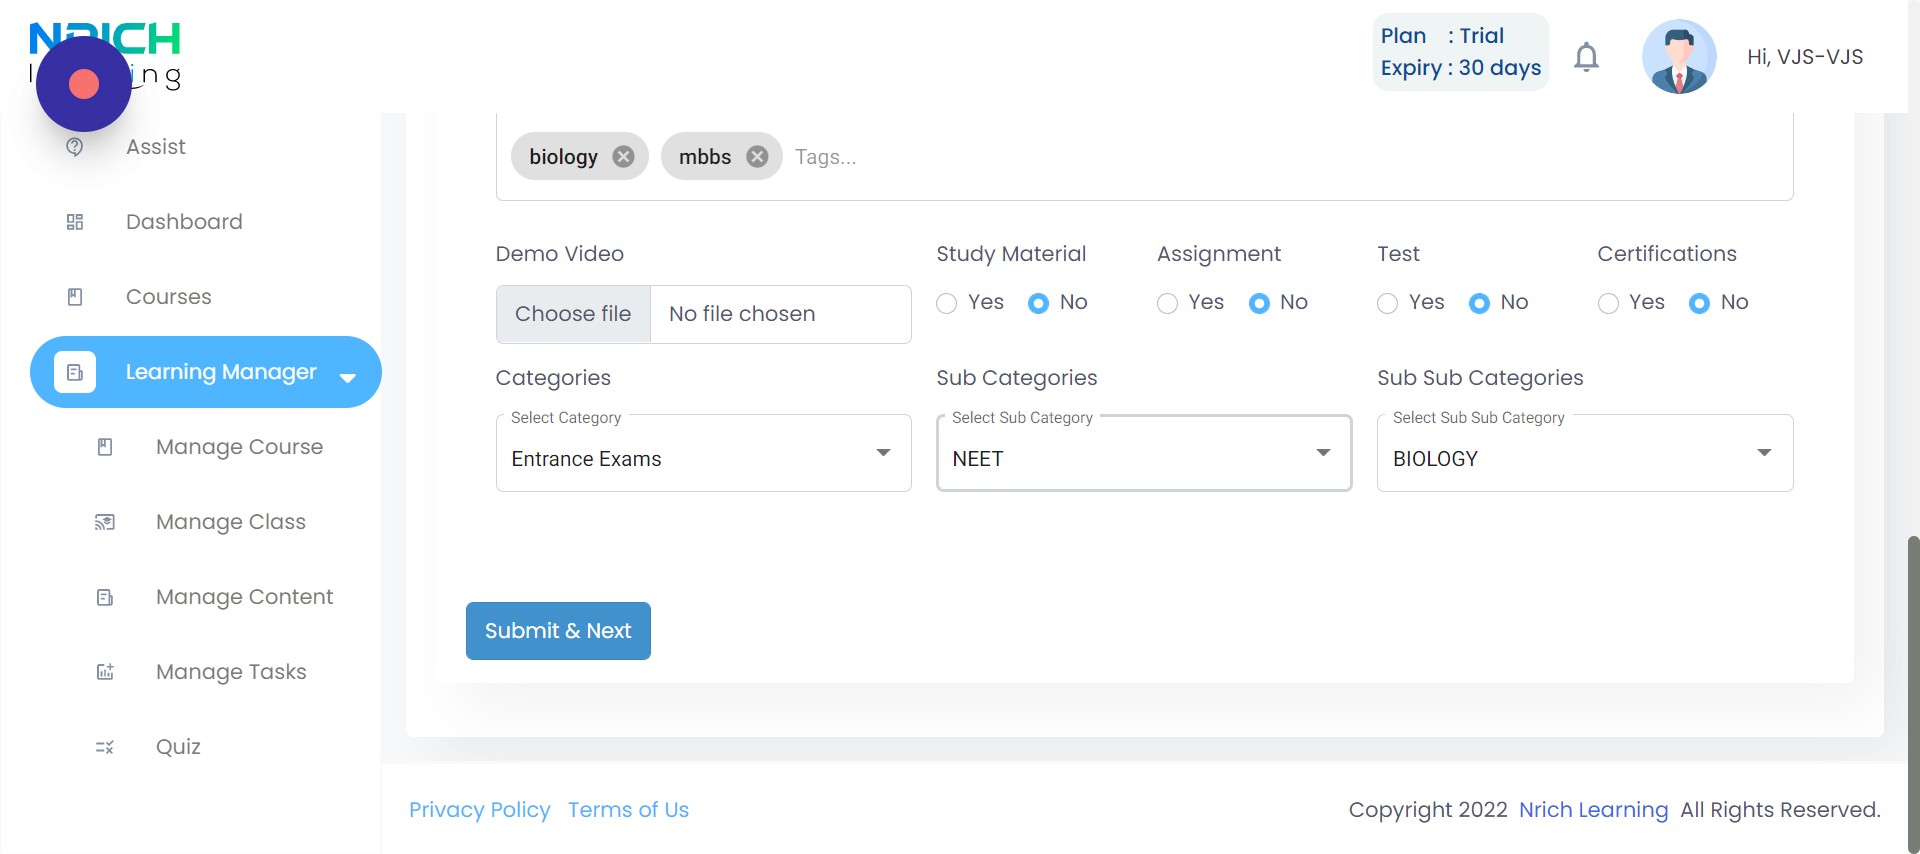 NRICH
Plan : Trial
Expiry : 30 days
Hi, VJS-VJS
Assist
Dashboard
Courses
Learning Manager
Manage Course
Manage Class
Manage Content
Manage Tasks
Quiz
biology mbbs Tags...
Demo Video Study Material Assignment Test Certifications
Choose file No file chosen Yes No Yes No Yes No Yes No
Categories Sub Categories Sub Sub Categories
Select Category Select Sub Category Select Sub Sub Category
Entrance Exams NEET BIOLOGY
Submit & Next
Privacy Policy Terms of Us Copyright 2022 Nrich Learning All Rights Reserved.